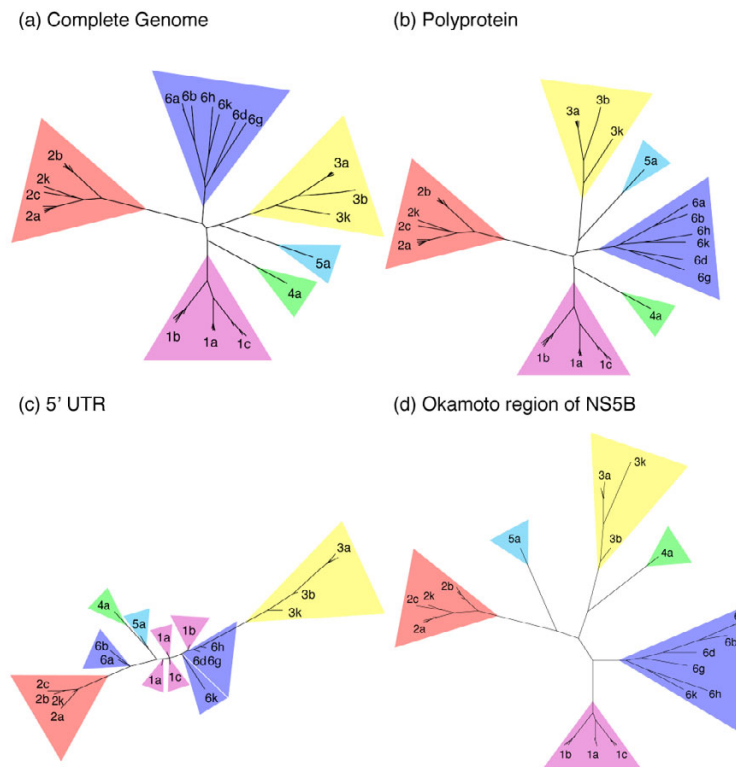 (a) Complete Genome
(b) Polyprotein
6a 6b 6h 6k 6d 6g
2b
2k
2c
2a
3a
3b
3k
5a
4a
1b 1a 1c
3a 3b
3k
5a
2b
2k
2c
2a
6a
6b
6h
6k
6d
6g
4a
1b 1a 1c
(c) 5' UTR
(d) Okamoto region of NS5B
3a
3b
3k
4a
5a
1a 1b
6b
6a
6h
6d 6g
1a 1c
6k
2c
2b 2k
2a
3k
3a
3b
5a
4a
2b
2c 2k
2a
6b
6d
6g
6k 6h
1b 1a 1c